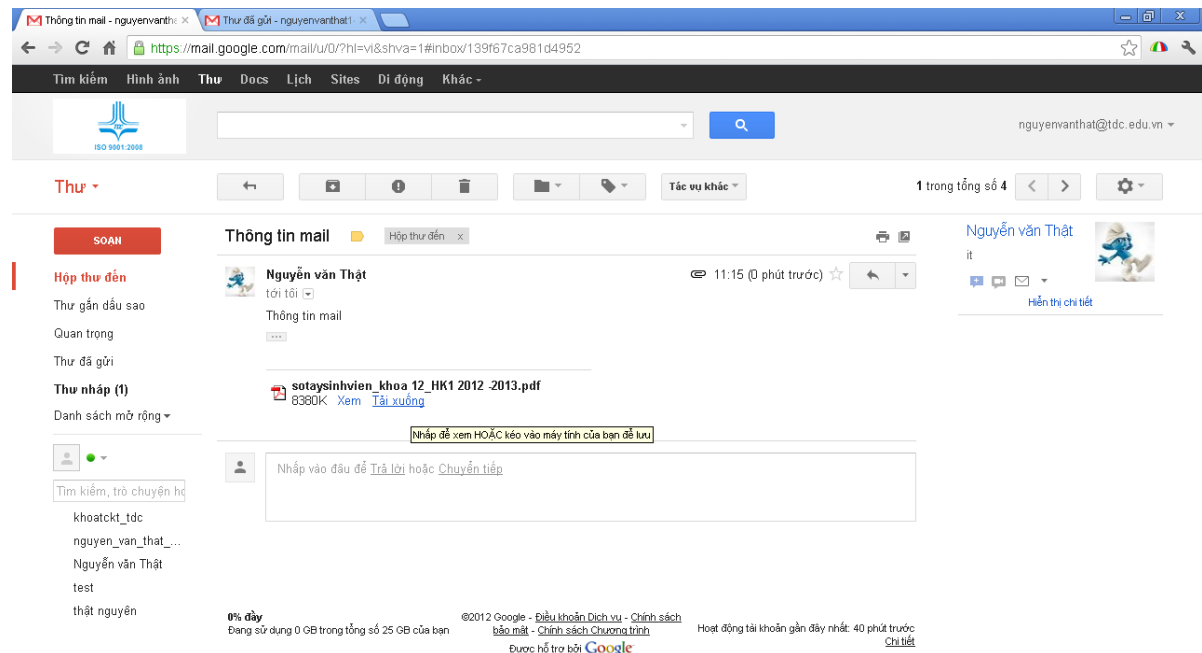 Thông tin mail - nguyenvantha
Thư đã gửi - nguyenvanthat1
https://mail.google.com/mail/u/0/?hl=vi&shva=1#inbox/139f67ca981d4952
Tìm kiếm Hình ảnh Thư Docs Lịch Sites Di động Khác
TDC
ISO 9001:2008
nguyenvanthat@tdc.edu.vn
Thư
Tác vụ khác
1 trong tổng số 4
SOẠN
Thông tin mail
Hộp thư đến x
Nguyễn văn Thật
it
Hiển thị chi tiết
Hộp thư đến
Thư gắn dấu sao
Quan trọng
Thư đã gửi
Thư nháp (1)
Danh sách mở rộng
Nguyễn văn Thật
11:15 (0 phút trước)
tới tôi
Thông tin mail
sotaysinhvien_khoa 12_HK1 2012 -2013.pdf
8380K Xem Tải xuống
Nhấp để xem HOẶC kéo vào máy tính của bạn để lưu
Nhấp vào đâu để Trả lời hoặc Chuyển tiếp
Tìm kiếm, trò chuyện hoặ
khoatckt_tdc
nguyen_van_that_...
Nguyễn văn Thật
test
thật nguyên
0% đầy
Đang sử dụng 0 GB trong tổng số 25 GB của bạn
©2012 Google - Điều khoản Dịch vụ - Chính sách
bảo mật - Chính sách Chương trình
Được hỗ trợ bởi Google
Hoạt động tài khoản gần đây nhất: 40 phút trước
Chi tiết